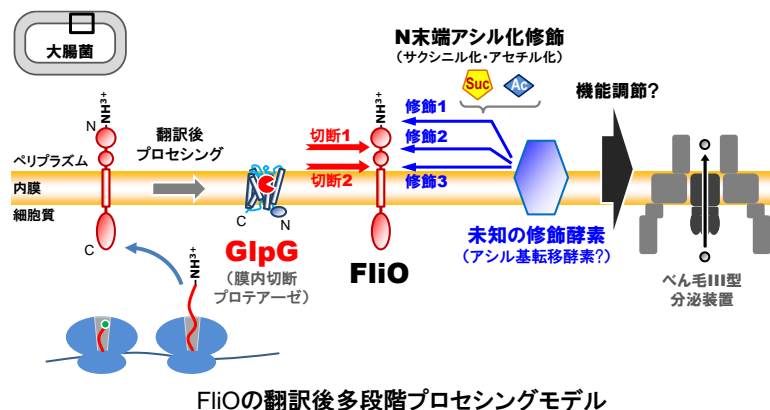 大腸菌
N末端アシル化修飾
(サクシニル化・アセチル化)
Suc
Ac
機能調節?
NH³⁺
N
翻訳後
プロセシング
ペリプラズム
内膜
細胞質
C
NH³⁺
切断1
切断2
修飾1
修飾2
修飾3
C
N
GlpG
(膜内切断
プロテアーゼ)
NH³⁺
FliO
未知の修飾酵素
(アシル基転移酵素?)
べん毛III型
分泌装置
FliOの翻訳後多段階プロセシングモデル